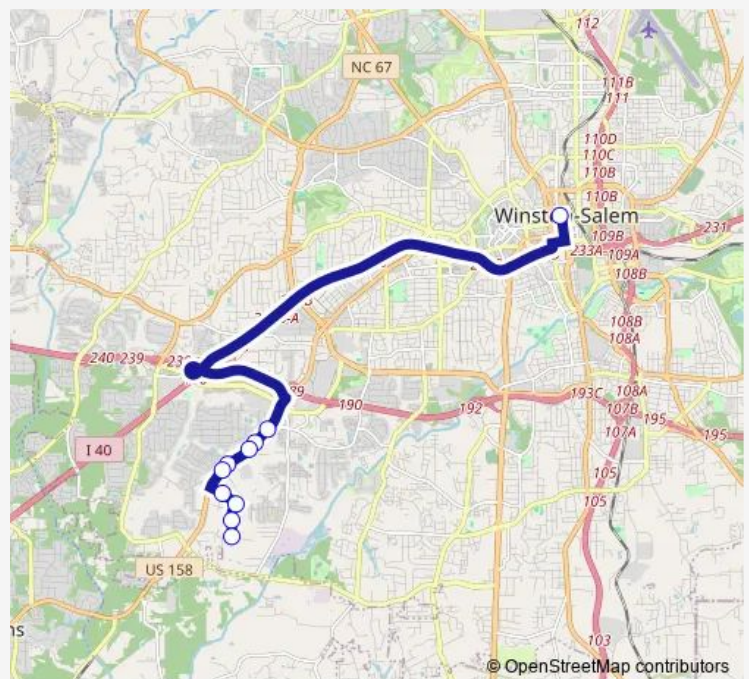 112
NC 67
111B
111
110D
110C
110B
110B
Winston-Salem
231
109B
233A
109A
108B
240 239
108B
108A
190
192
193C
108A
107B
195
107A
195
I 40
105
105
US 158
ns
103
© OpenStreetMap contributors